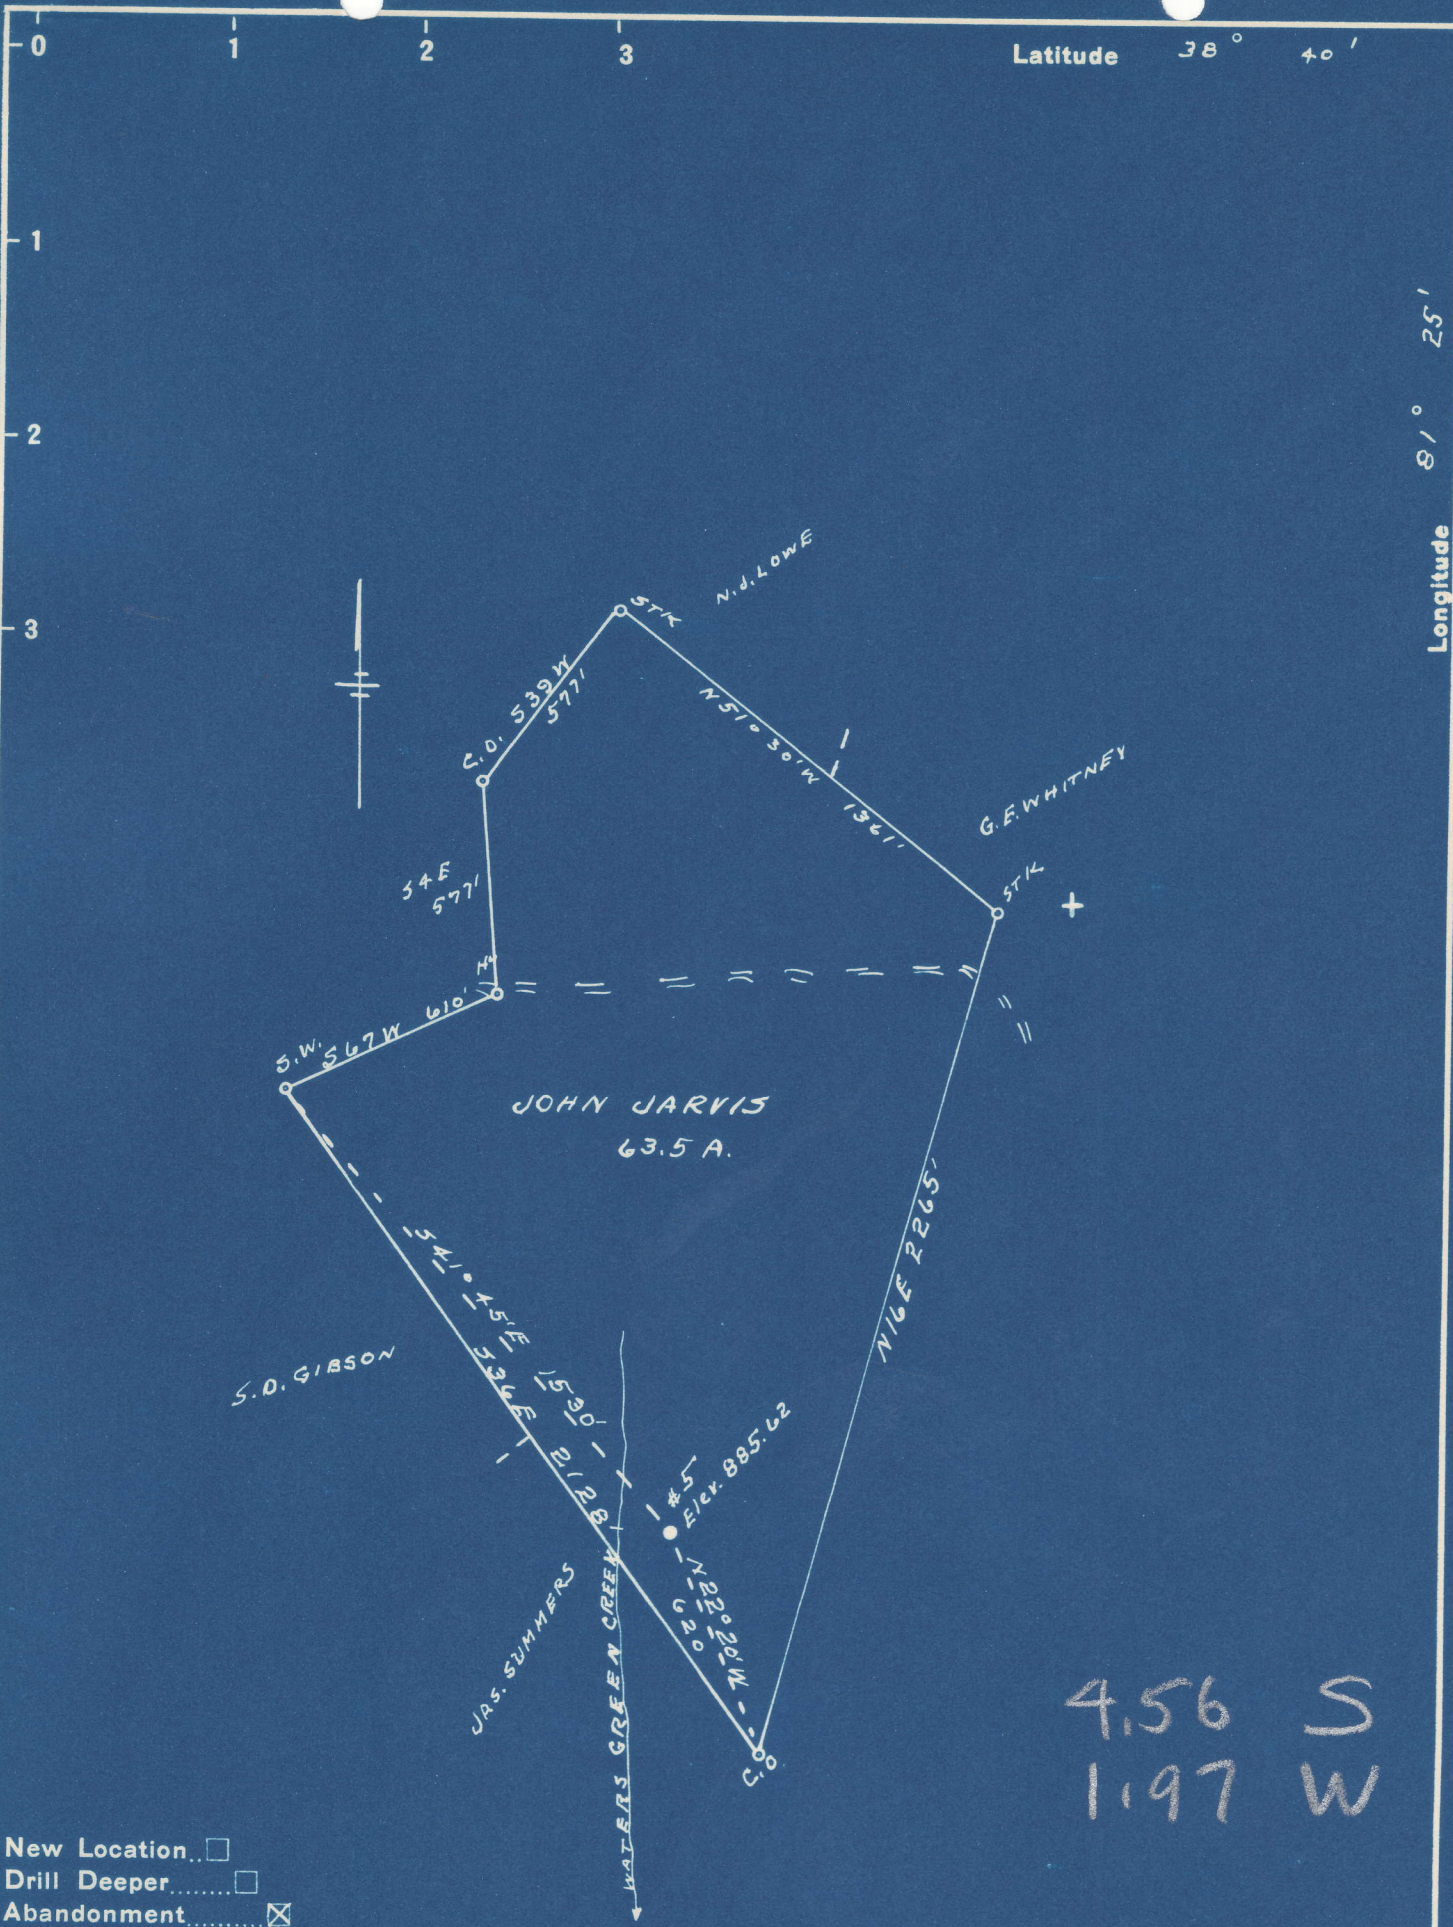 0 1 2 3 Latitude 38° 40'
1
2
3
Longitude 81° 25'
N.J. LOWE
STK
S39W
577'
C.O.
N51° 30'W 1361'
G.E. WHITNEY
STK
S4E
577'
H
610'
S67W
S.W.
JOHN JARVIS
63.5 A.
N16E 2265'
S41° 45'E 1530'
S36E 2128
S.D. GIBSON
#5
Elev. 885.62
N22° 20'W
620
JAS. SUMMERS
WATERS GREEN CREEK
C.O
4.56 S
1.97 W
New Location
Drill Deeper
Abandonment ☒